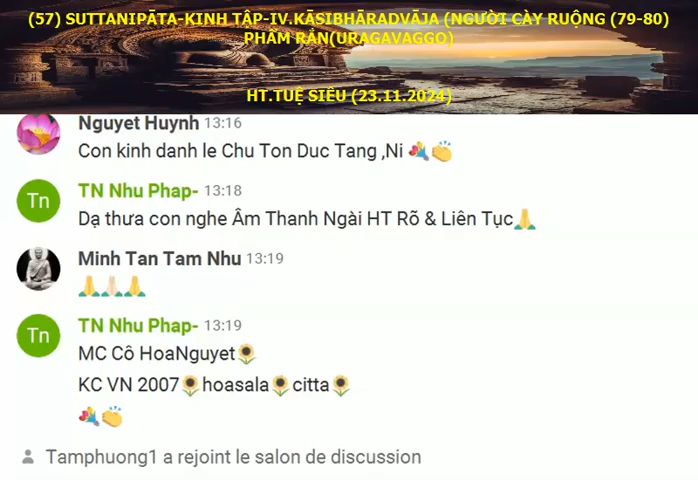 (57) SUTTANIPĀTA-KINH TẬP-IV.KĀSIBHĀRADVĀJA (NGƯỜI CÀY RUỘNG (79-80)
PHẨM RẮN(URAGAVAGGO)
HT.TUỆ SIÊU (23.11.2024)
Nguyet Huynh 13:16
Con kinh danh le Chu Ton Duc Tang ,Ni 💐👏
Tn
TN Nhu Phap- 13:18
Dạ thưa con nghe Âm Thanh Ngài HT Rõ & Liên Tục🙏
Minh Tan Tam Nhu 13:19
🙏🙏🏻🙏
Tn
TN Nhu Phap- 13:19
MC Cô HoaNguyet🌻
KC VN 2007🌻hoasala🌻citta🌻
💐👏
Tamphuong1 a rejoint le salon de discussion